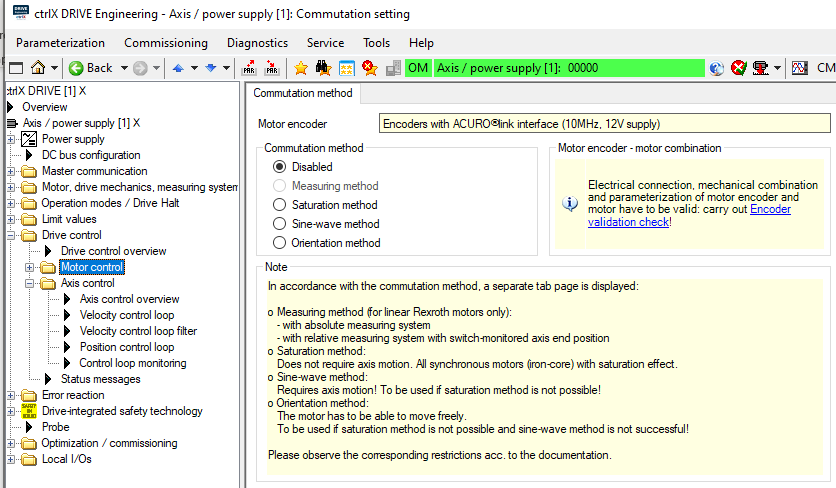 ctrlX DRIVE Engineering - Axis / power supply [1]: Commutation setting
Parameterization Commissioning Diagnostics Service Tools Help
Back PAR PAR OM Axis / power supply [1]: 00000 CM
ctrlX DRIVE [1] X
Overview
Axis / power supply [1] X
Power supply
DC bus configuration
Master communication
Motor, drive mechanics, measuring system
Operation modes / Drive Halt
Limit values
Drive control
Drive control overview
Motor control
Axis control
Axis control overview
Velocity control loop
Velocity control loop filter
Position control loop
Control loop monitoring
Status messages
Error reaction
Drive-integrated safety technology
Probe
Optimization / commissioning
Local I/Os
Commutation method
Motor encoder Encoders with ACURO®link interface (10MHz, 12V supply)
Commutation method
Disabled
Measuring method
Saturation method
Sine-wave method
Orientation method
Motor encoder - motor combination
Electrical connection, mechanical combination
and parameterization of motor encoder and
motor have to be valid: carry out Encoder
validation check!
Note
In accordance with the commutation method, a separate tab page is displayed:
o Measuring method (for linear Rexroth motors only):
- with absolute measuring system
- with relative measuring system with switch-monitored axis end position
o Saturation method:
Does not require axis motion. All synchronous motors (iron-core) with saturation effect.
o Sine-wave method:
Requires axis motion! To be used if saturation method is not possible!
o Orientation method:
The motor has to be able to move freely.
To be used if saturation method is not possible and sine-wave method is not successful!
Please observe the corresponding restrictions acc. to the documentation.